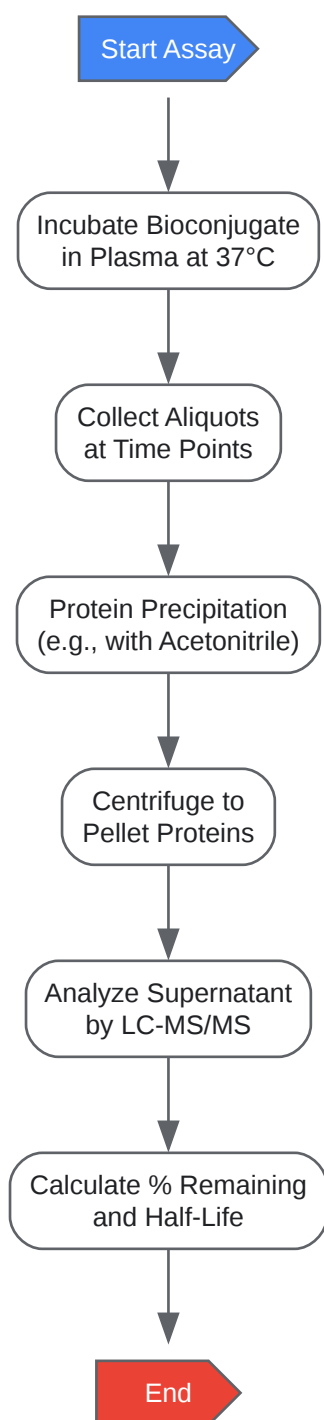 Start Assay
Incubate Bioconjugate
in Plasma at 37°C
Collect Aliquots
at Time Points
Protein Precipitation
(e.g., with Acetonitrile)
Centrifuge to
Pellet Proteins
Analyze Supernatant
by LC-MS/MS
Calculate % Remaining
and Half-Life
End